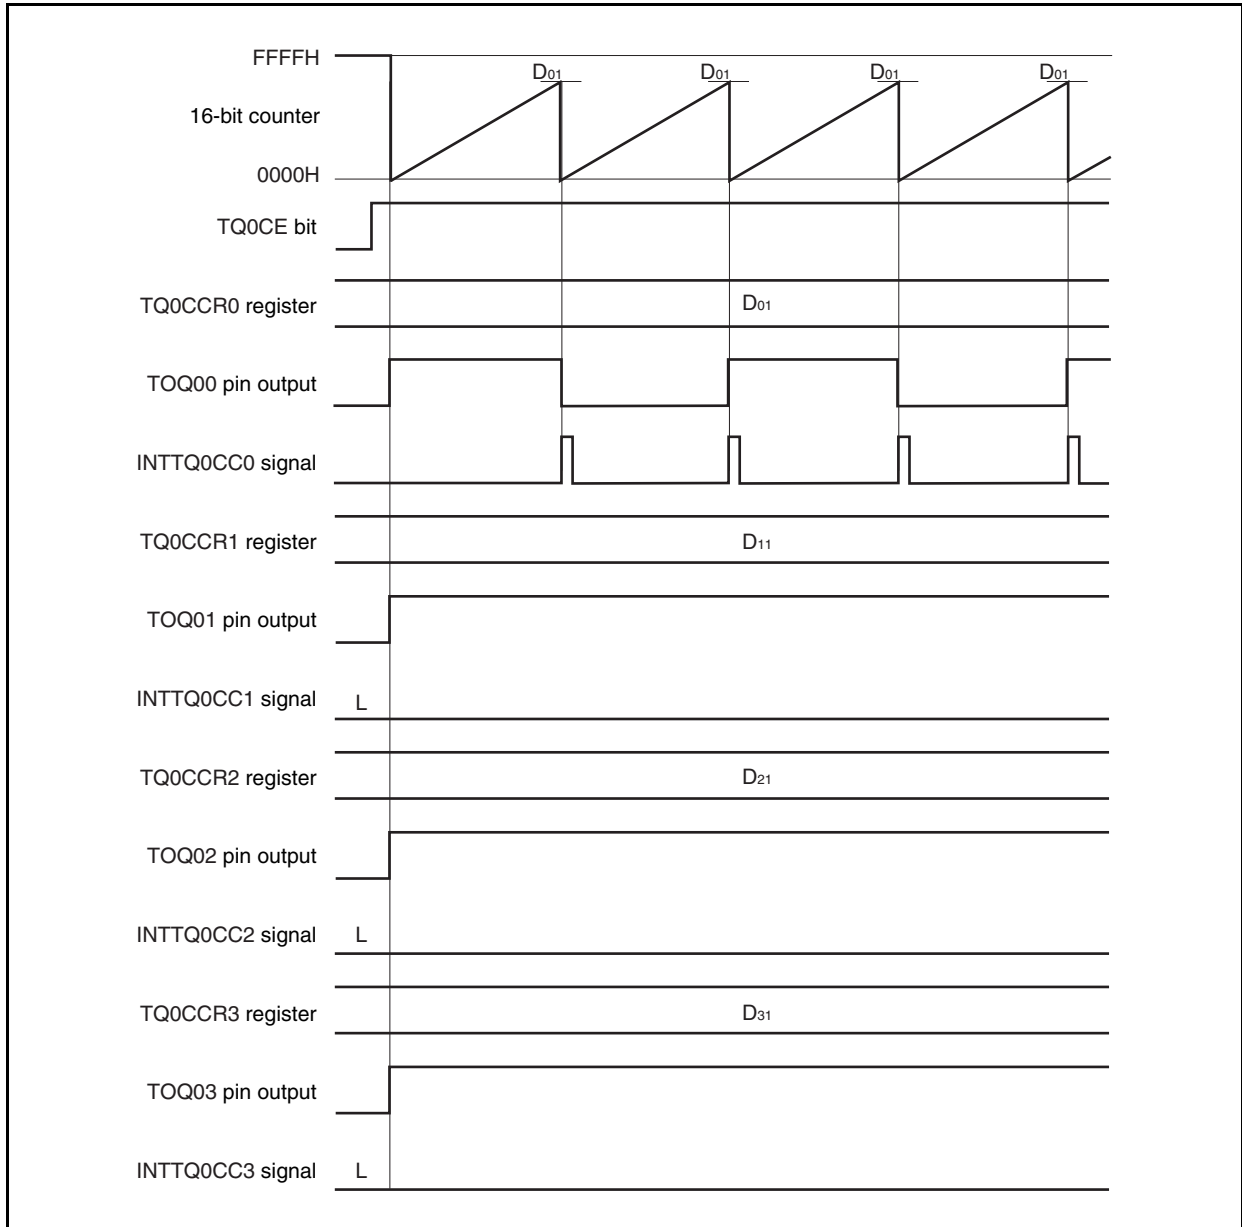 FFFFH
D01 D01 D01 D01
16-bit counter
0000H
TQ0CE bit
TQ0CCR0 register D01
TOQ00 pin output
INTTQ0CC0 signal
TQ0CCR1 register D11
TOQ01 pin output
INTTQ0CC1 signal L
TQ0CCR2 register D21
TOQ02 pin output
INTTQ0CC2 signal L
TQ0CCR3 register D31
TOQ03 pin output
INTTQ0CC3 signal L